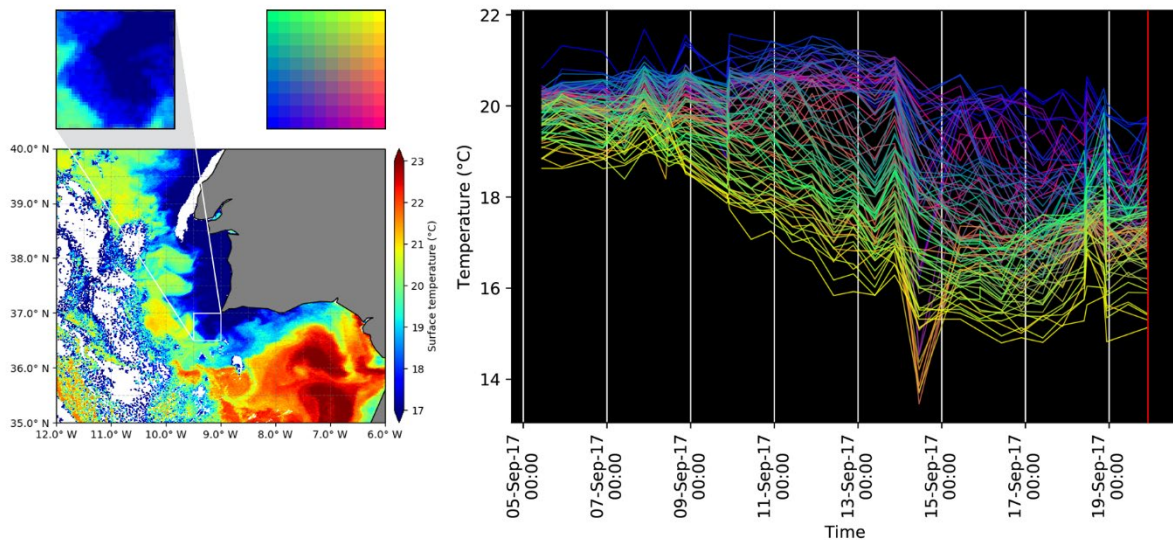 40.0° N
39.0° N
38.0° N
37.0° N
36.0° N
35.0° N
12.0° W
11.0° W
10.0° W
9.0° W
8.0° W
7.0° W
6.0° W
23
22
21
20
19
18
17
Surface temperature (°C)
22
20
18
16
14
Temperature (°C)
05-Sep-17
00:00
07-Sep-17
00:00
09-Sep-17
00:00
11-Sep-17
00:00
13-Sep-17
00:00
15-Sep-17
00:00
17-Sep-17
00:00
19-Sep-17
00:00
Time